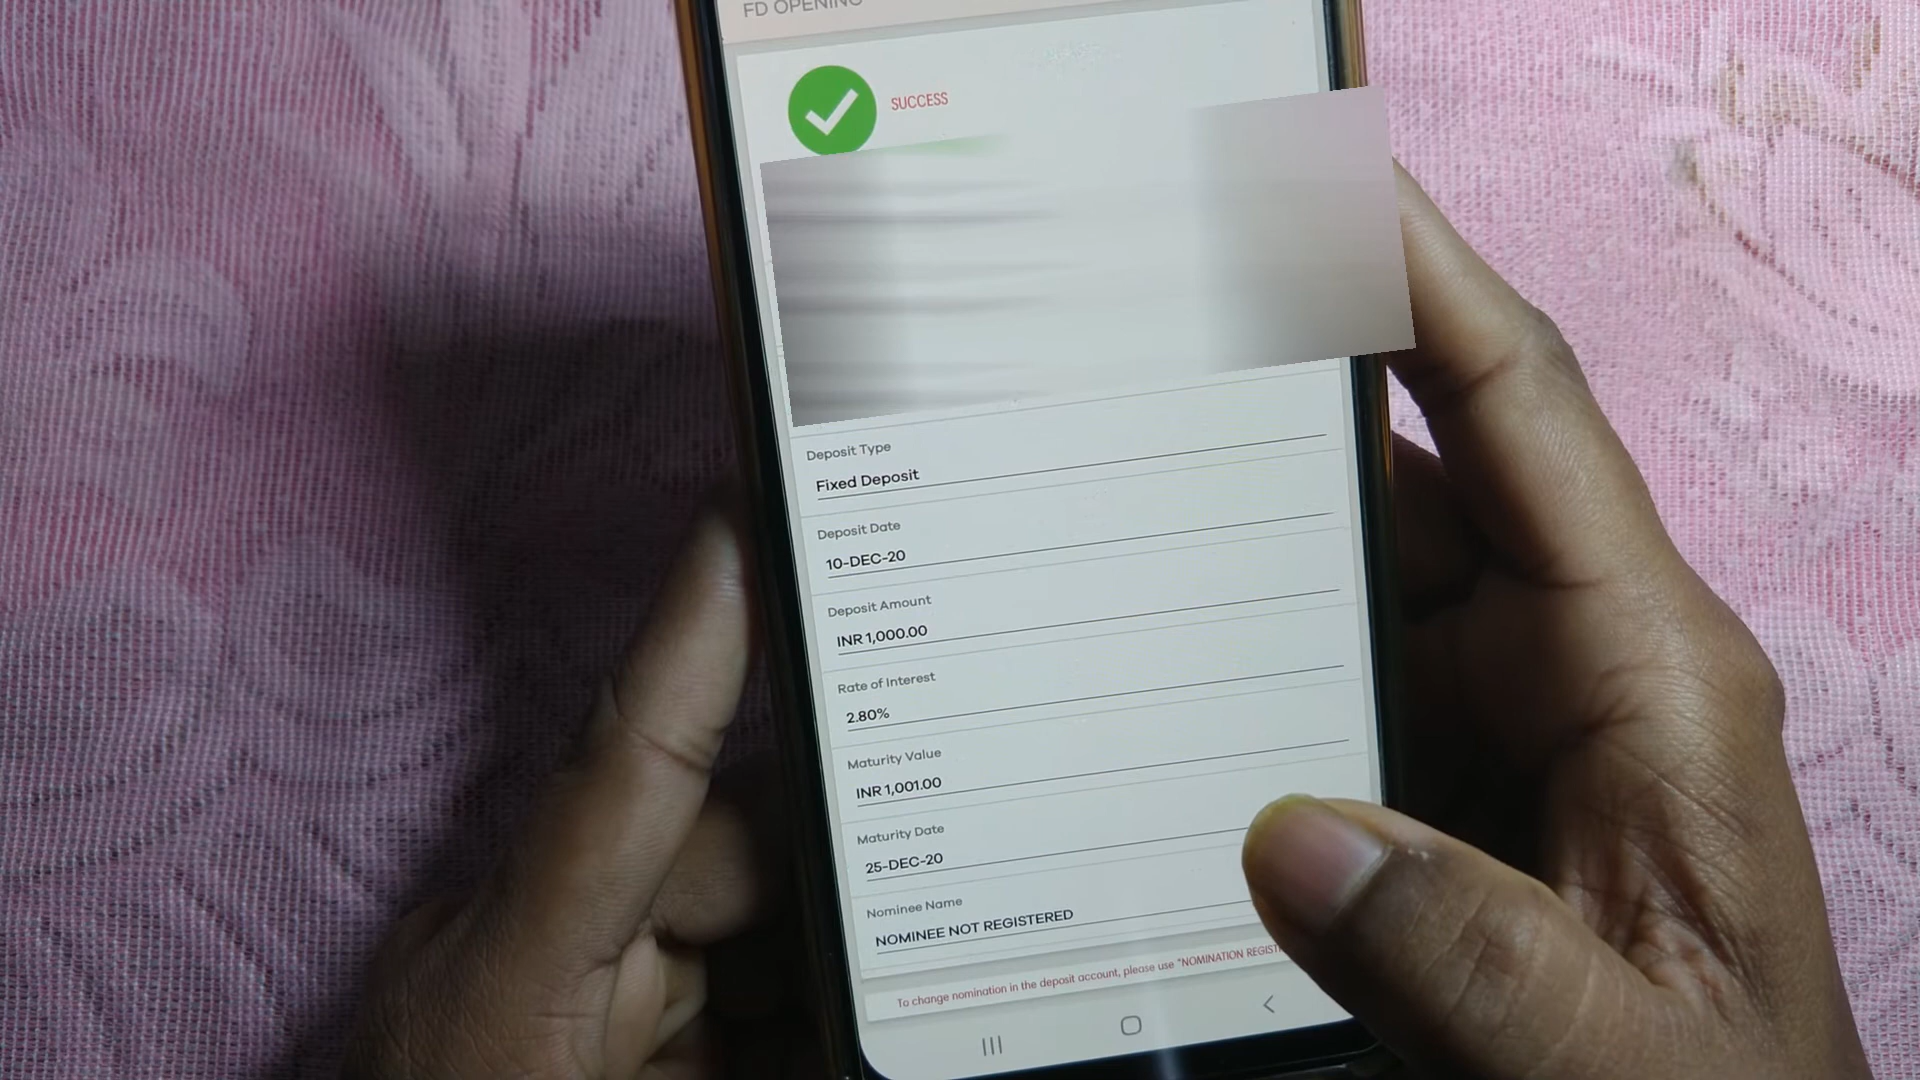 FD OPENING
SUCCESS
Deposit Type
Fixed Deposit
Deposit Date
10-DEC-20
Deposit Amount
INR 1,000.00
Rate of Interest
2.80%
Maturity Value
INR 1,001.00
Maturity Date
25-DEC-20
Nominee Name
NOMINEE NOT REGISTERED
To change nomination in the deposit account, please use "NOMINATION